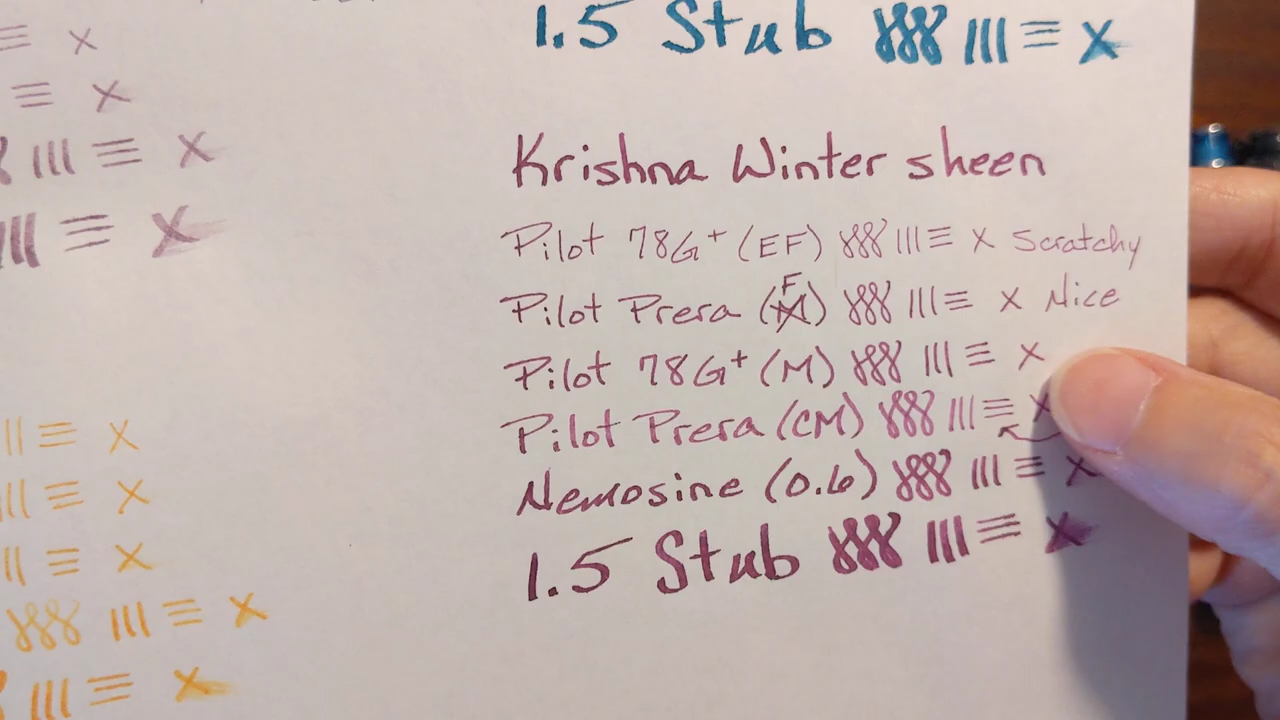 1.5 Stub
Krishna Winter sheen
Pilot 78G+ (EF) x Scratchy
Pilot Prera (F) x Nice
Pilot 78G+ (M) x
Pilot Prera (CM) x
Nemosine (0.6) x
1.5 Stub x